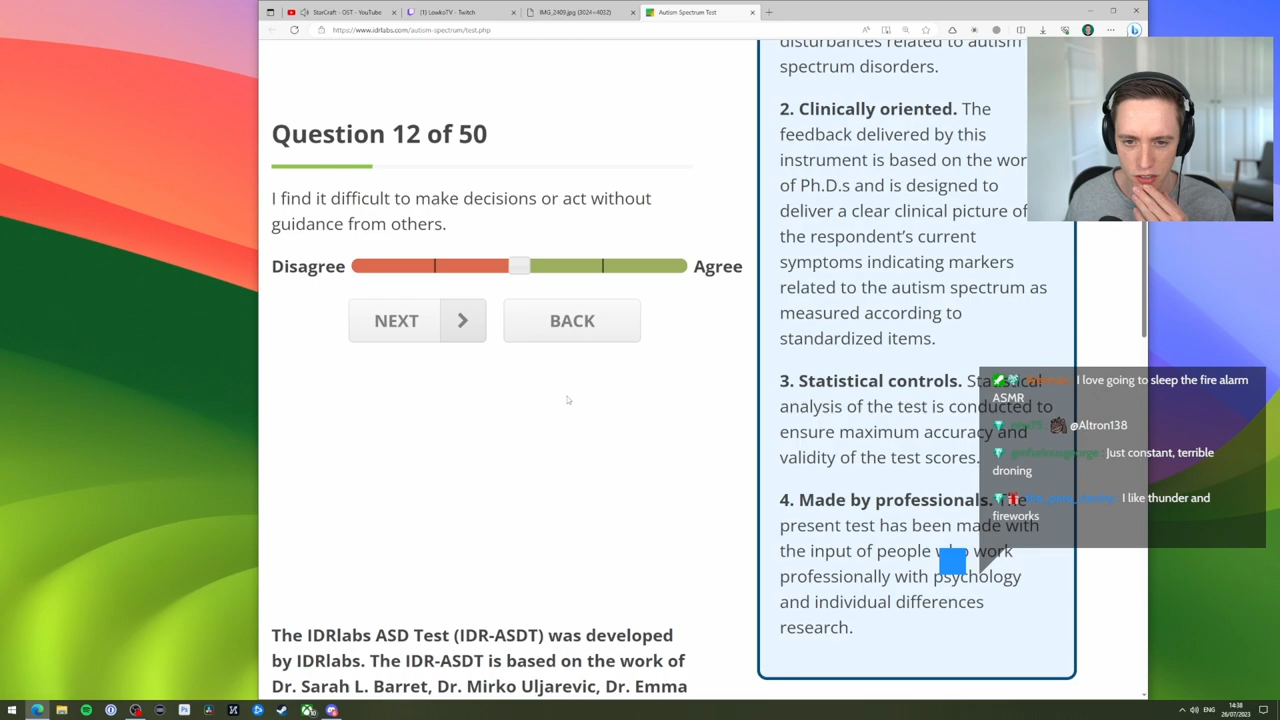 StarCraft - OST - YouTube
(1) LowkoTV - Twitch
IMG_2409.jpg (3024×4032)
Autism Spectrum Test
https://www.idrlabs.com/autism-spectrum/test.php
disturbances related to autism
spectrum disorders.
Question 12 of 50
I find it difficult to make decisions or act without
guidance from others.
Disagree
Agree
NEXT
BACK
2. Clinically oriented. The
feedback delivered by this
instrument is based on the wor
of Ph.D.s and is designed to
deliver a clear clinical picture of
the respondent's current
symptoms indicating markers
related to the autism spectrum as
measured according to
standardized items.
3. Statistical controls. Statistical
analysis of the test is conducted to
ensure maximum accuracy and
validity of the test scores.
4. Made by professionals. The
present test has been made with
the input of people who work
professionally with psychology
and individual differences
research.
I love going to sleep the fire alarm
ASMR
@Altron138
: Just constant, terrible
droning
I like thunder and
fireworks
The IDRlabs ASD Test (IDR-ASDT) was developed
by IDRlabs. The IDR-ASDT is based on the work of
Dr. Sarah L. Barret, Dr. Mirko Uljarevic, Dr. Emma
ENG
14:38
26/07/2023